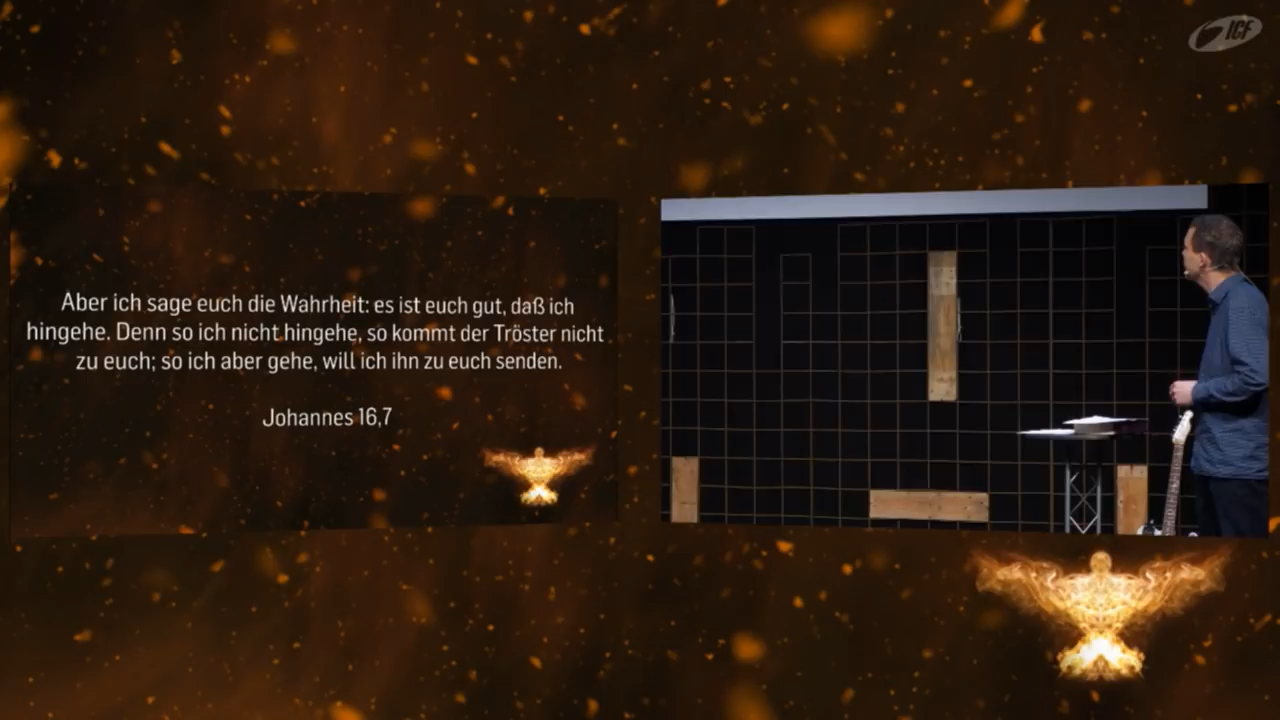 ICF
Aber ich sage euch die Wahrheit: es ist euch gut, daß ich
hingehe. Denn so ich nicht hingehe, so kommt der Tröster nicht
zu euch; so ich aber gehe, will ich ihn zu euch senden.
Johannes 16,7